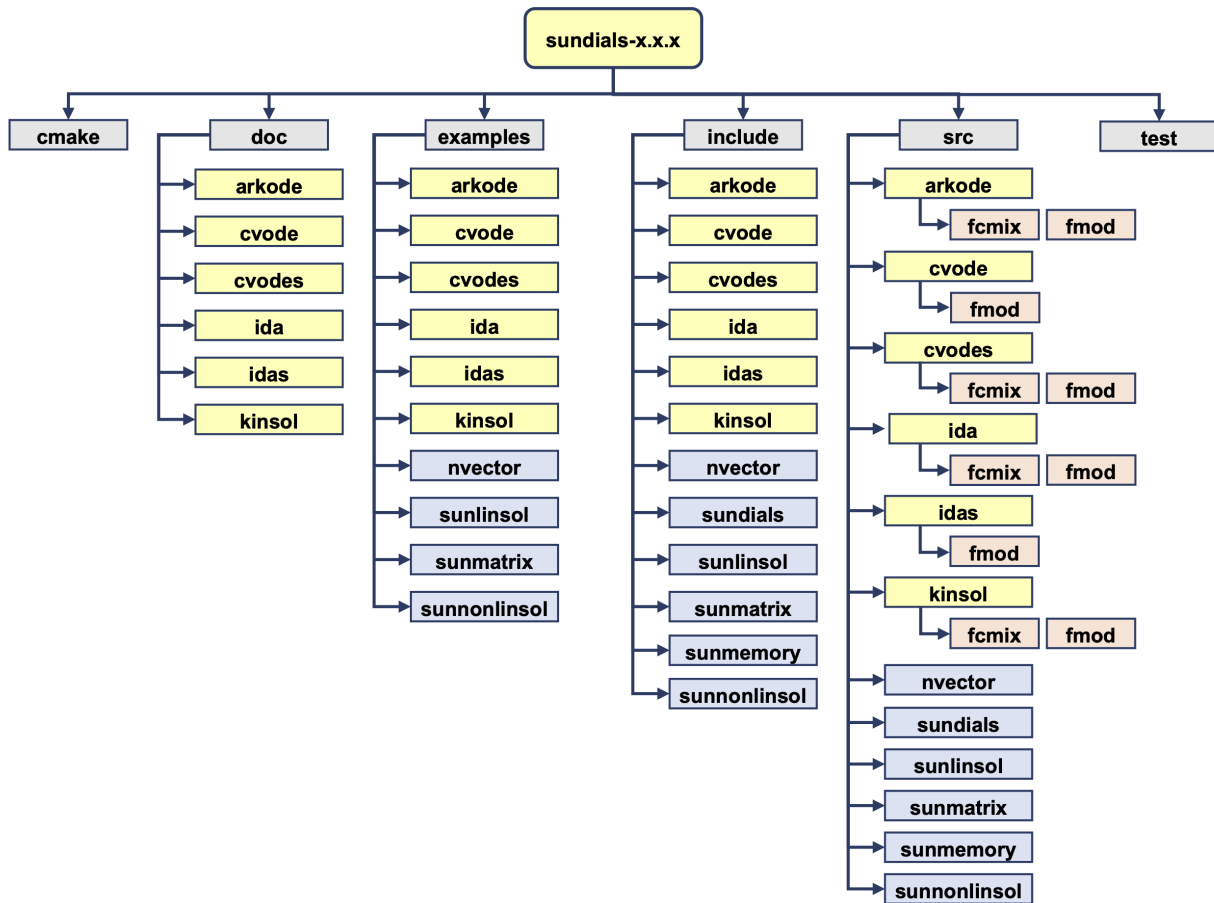 sundials-x.x.x
cmake
doc
examples
include
src
test
arkode
cvode
cvodes
ida
idas
kinsol
arkode
cvode
cvodes
ida
idas
kinsol
nvector
sunlinsol
sunmatrix
sunnonlinsol
arkode
cvode
cvodes
ida
idas
kinsol
nvector
sundials
sunlinsol
sunmatrix
sunmemory
sunnonlinsol
arkode
fcmix fmod
cvode
fmod
cvodes
fcmix fmod
ida
fcmix fmod
idas
fmod
kinsol
fcmix fmod
nvector
sundials
sunlinsol
sunmatrix
sunmemory
sunnonlinsol